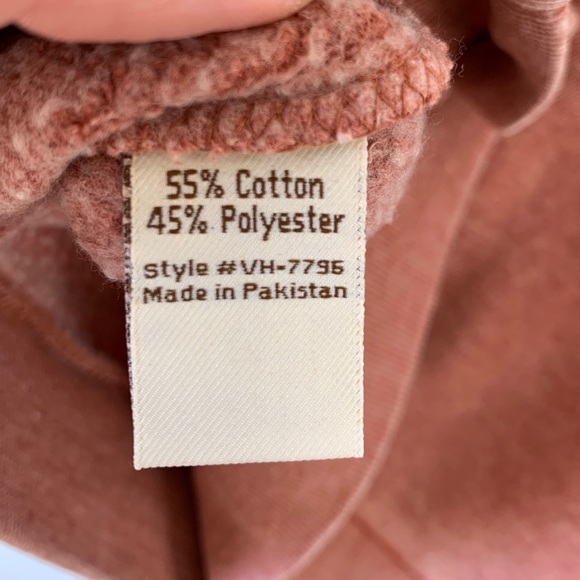 55% Cotton
45% Polyester
Style #VH-7796
Made in Pakistan